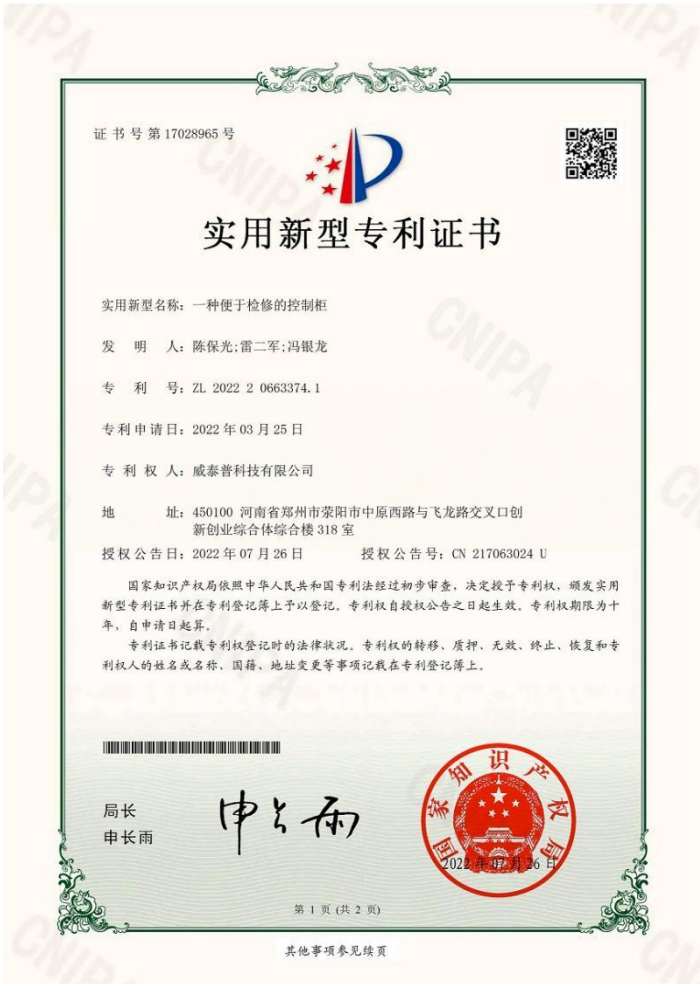 证书号第17028965号
实用新型专利证书
实用新型名称：一种便于检修的控制柜
发 明 人：陈保光;雷二军;冯银龙
专 利 号：ZL 2022 2 0663374.1
专利申请日：2022年03月25日
专 利 权 人：威泰普科技有限公司
地 址：450100 河南省郑州市荥阳市中原西路与飞龙路交叉口创
新创业综合体综合楼318室
授权公告日：2022年07月26日 授权公告号：CN 217063024 U
国家知识产权局依照中华人民共和国专利法经过初步审查，决定授予专利权，颁发实用
新型专利证书并在专利登记簿上予以登记。专利权自授权公告之日起生效。专利权期限为十
年，自申请日起算。
专利证书记载专利权登记时的法律状况。专利权的转移、质押、无效、终止、恢复和专
利权人的姓名或名称、国籍、地址变更等事项记载在专利登记簿上。
局长
申长雨
申长雨
国家知识产权局
2022年07月26日
第 1 页 (共 2 页)
其他事项参见续页
CNIPA
CNIPA
CNIPA
CNIPA
CNIPA